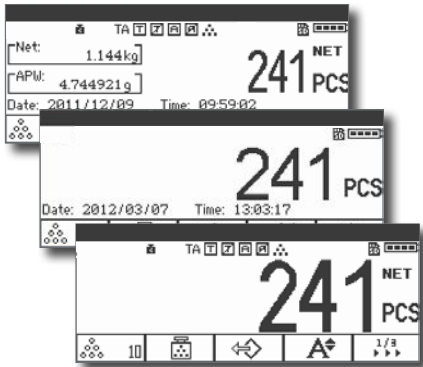 TA T Z A
Net:
1.144kg
241 NET
PCS
APW:
4.744921g
Date: 2011/12/09 Time: 09:59:02
241 PCS
Date: 2012/03/07 Time: 13:03:17
TA T Z A
241 NET
PCS
10 A 1/3